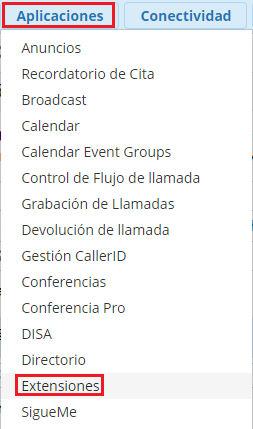 Aplicaciones Conectividad
Anuncios
Recordatorio de Cita
Broadcast
Calendar
Calendar Event Groups
Control de Flujo de llamada
Grabación de Llamadas
Devolución de llamada
Gestión CallerID
Conferencias
Conferencia Pro
DISA
Directorio
Extensiones
SigueMe